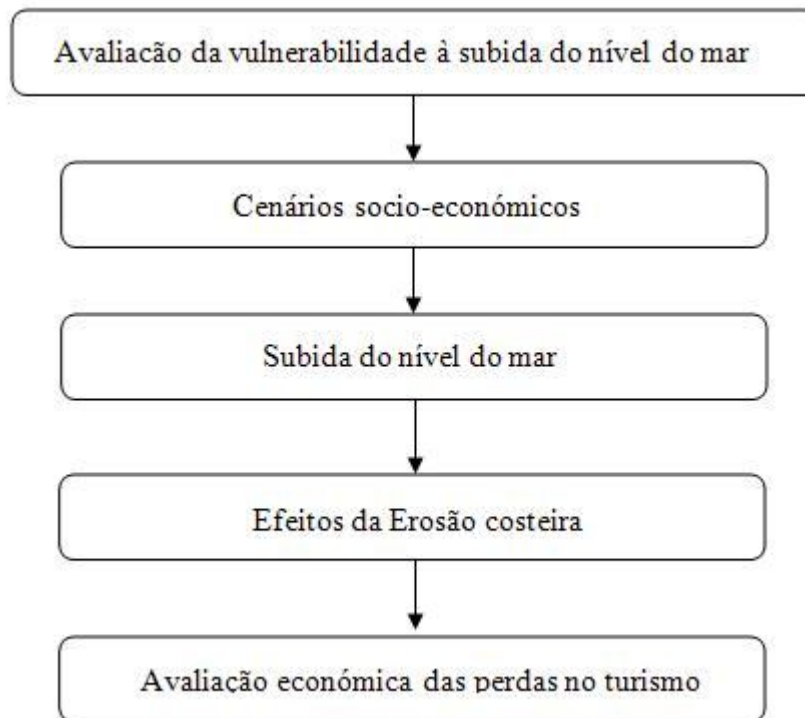 Avaliacão da vulnerabilidade à subida do nível do mar
Cenários socio-económicos
Subida do nível do mar
Efeitos da Erosão costeira
Avaliação económica das perdas no turismo